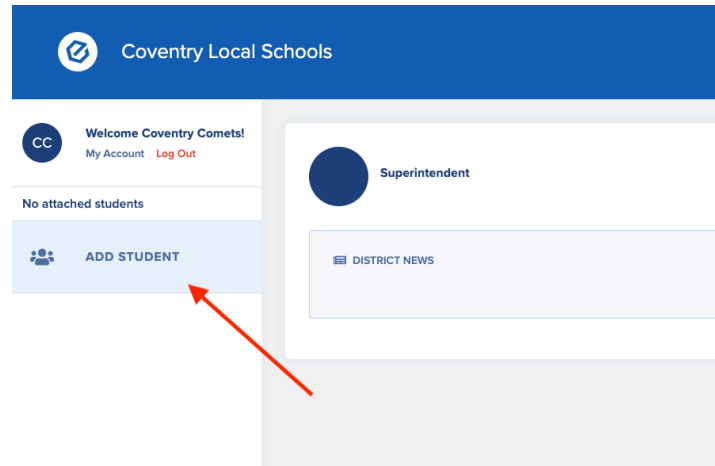 Coventry Local Schools
CC
Welcome Coventry Comets!
My Account Log Out
No attached students
ADD STUDENT
Superintendent
DISTRICT NEWS